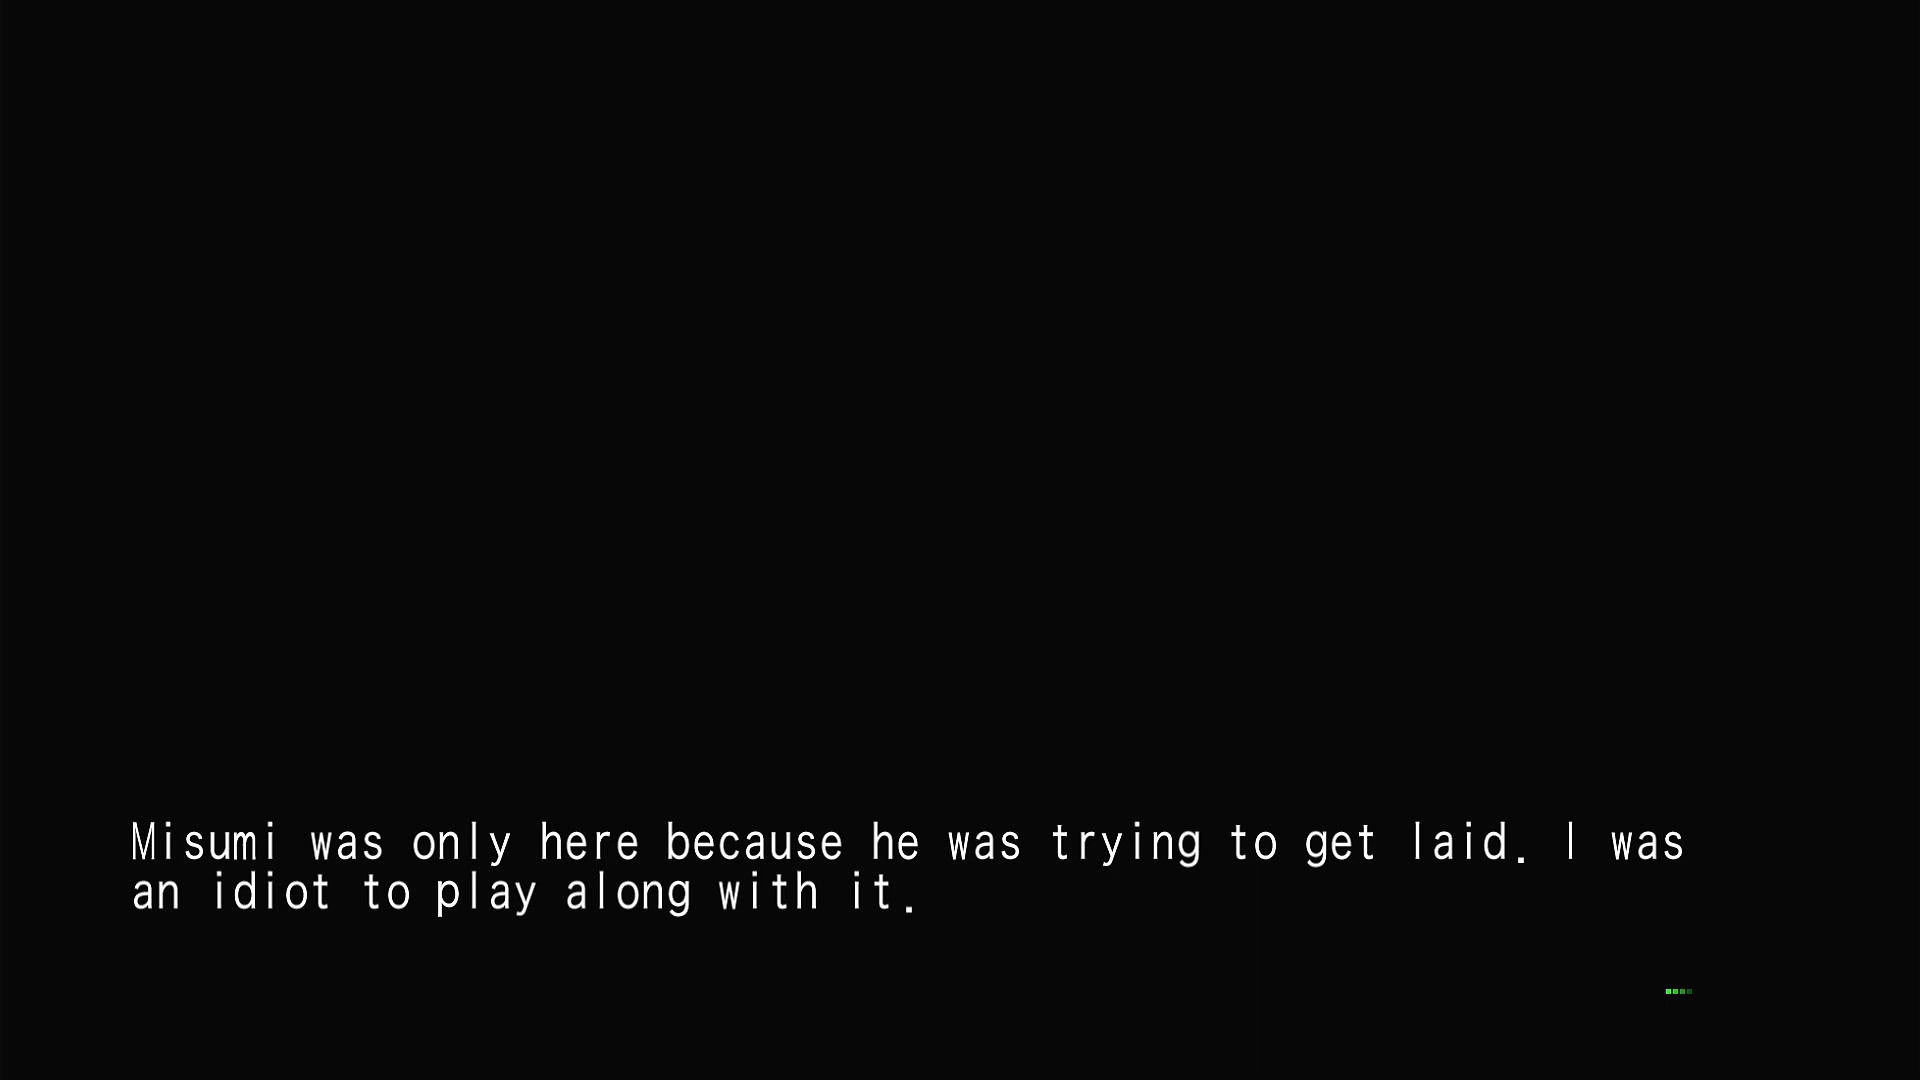 Misumi was only here because he was trying to get laid. I was
an idiot to play along with it.